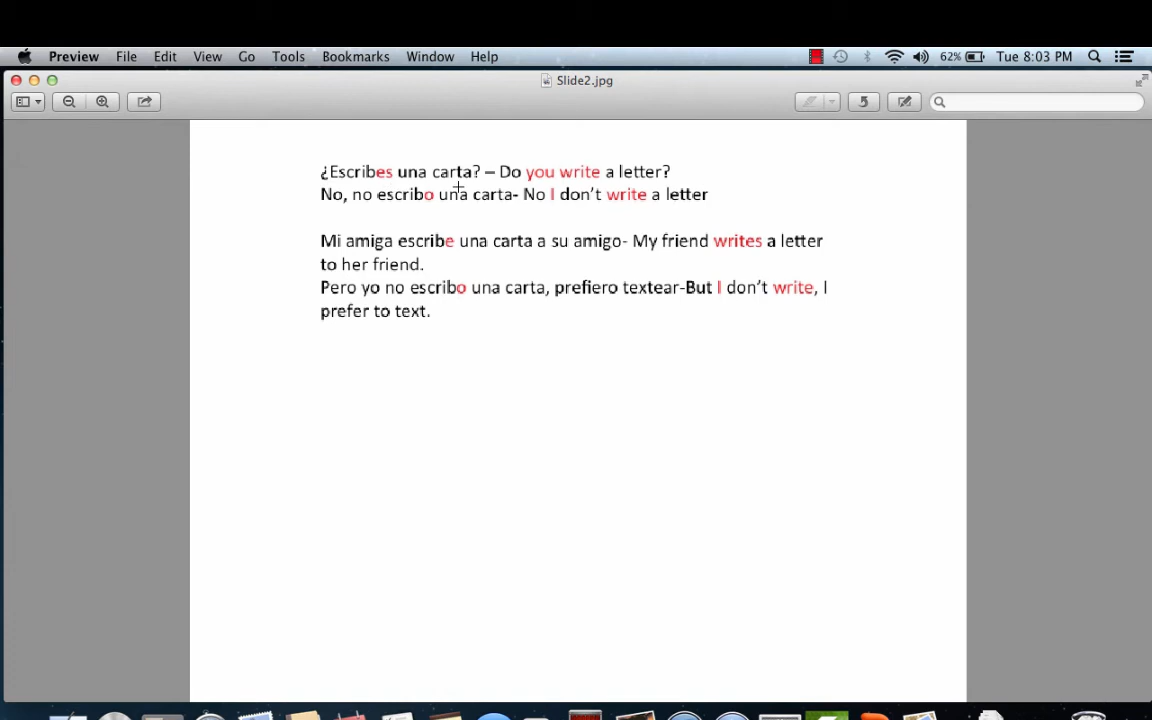 Preview File Edit View Go Tools Bookmarks Window Help 62% Tue 8:03 PM
Slide2.jpg
¿Escribes una carta? – Do you write a letter?
No, no escribo una carta- No I don't write a letter
Mi amiga escribe una carta a su amigo- My friend writes a letter
to her friend.
Pero yo no escribo una carta, prefiero textear-But I don't write, I
prefer to text.